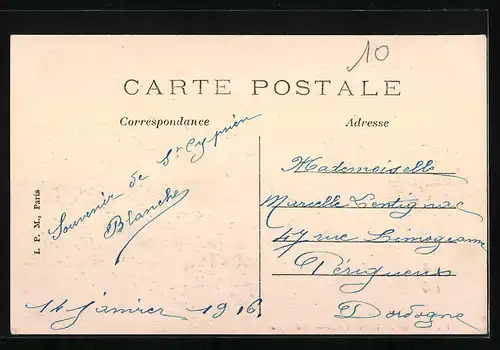 10
CARTE POSTALE
Correspondance
Adresse
Souvenir de St Cyprien
Blanche
14 janvier 1916.
Mademoiselle
Marcelle Lentignac
47 rue Limogeanne
Périgueux
Dordogne
L. P. M., Paris